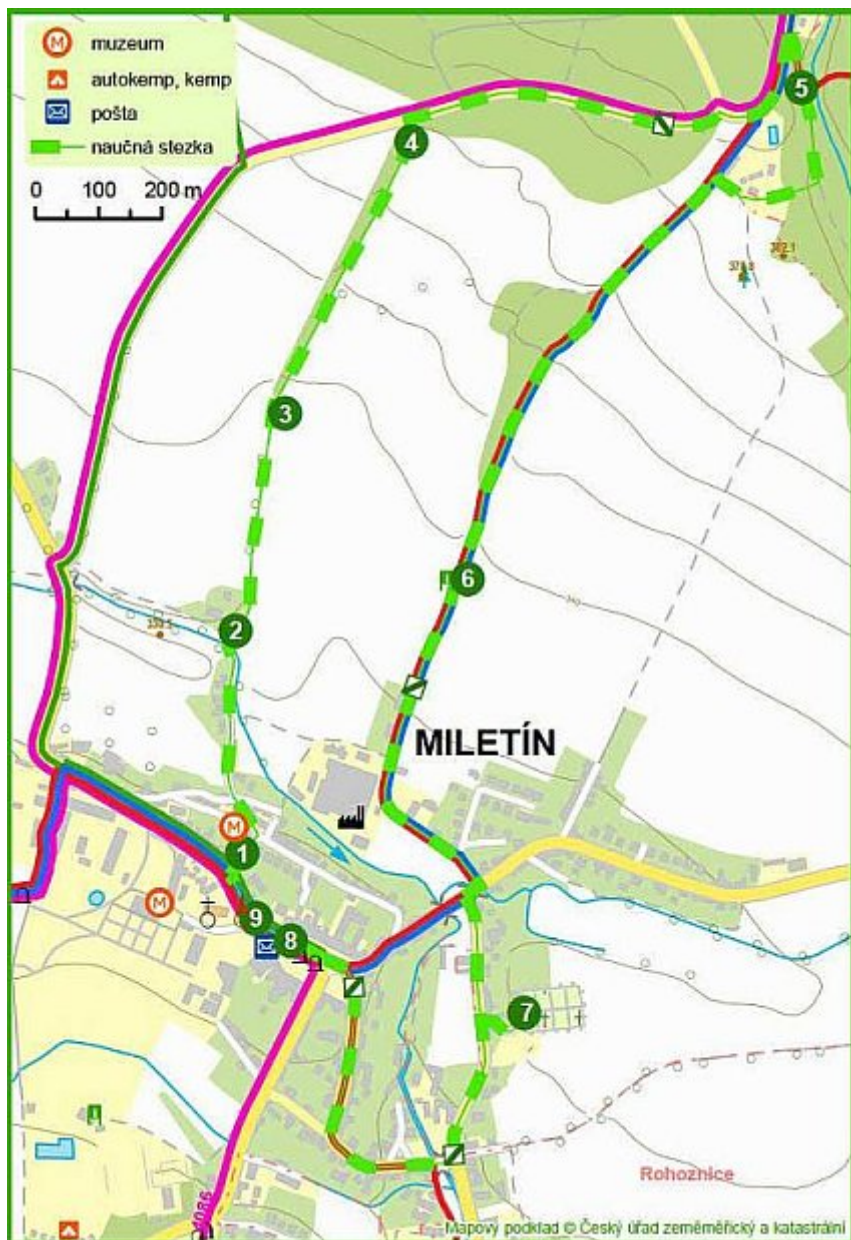 M muzeum
autokemp, kemp
pošta
naučná stezka
0 100 200 m
5
4
3
6
2
MILETÍN
M
1
M
9
8
7
Rohoznice
4086
Mapový podklad © Český úřad zeměměřický a katastrální